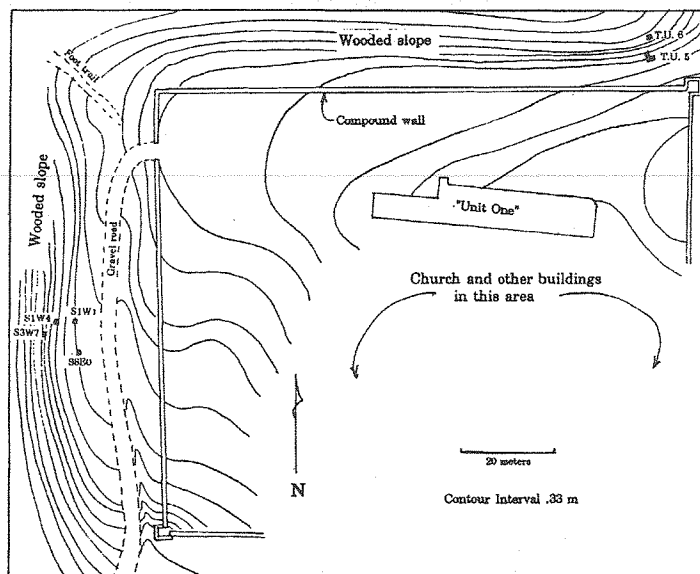 Wooded slope
T.U. 6
T.U. 5
Foot trail
Compound wall
Wooded slope
"Unit One"
Gravel road
Church and other buildings
in this area
S1W4
S1W1
S3W7
S8E0
N
20 meters
Contour Interval .33 m